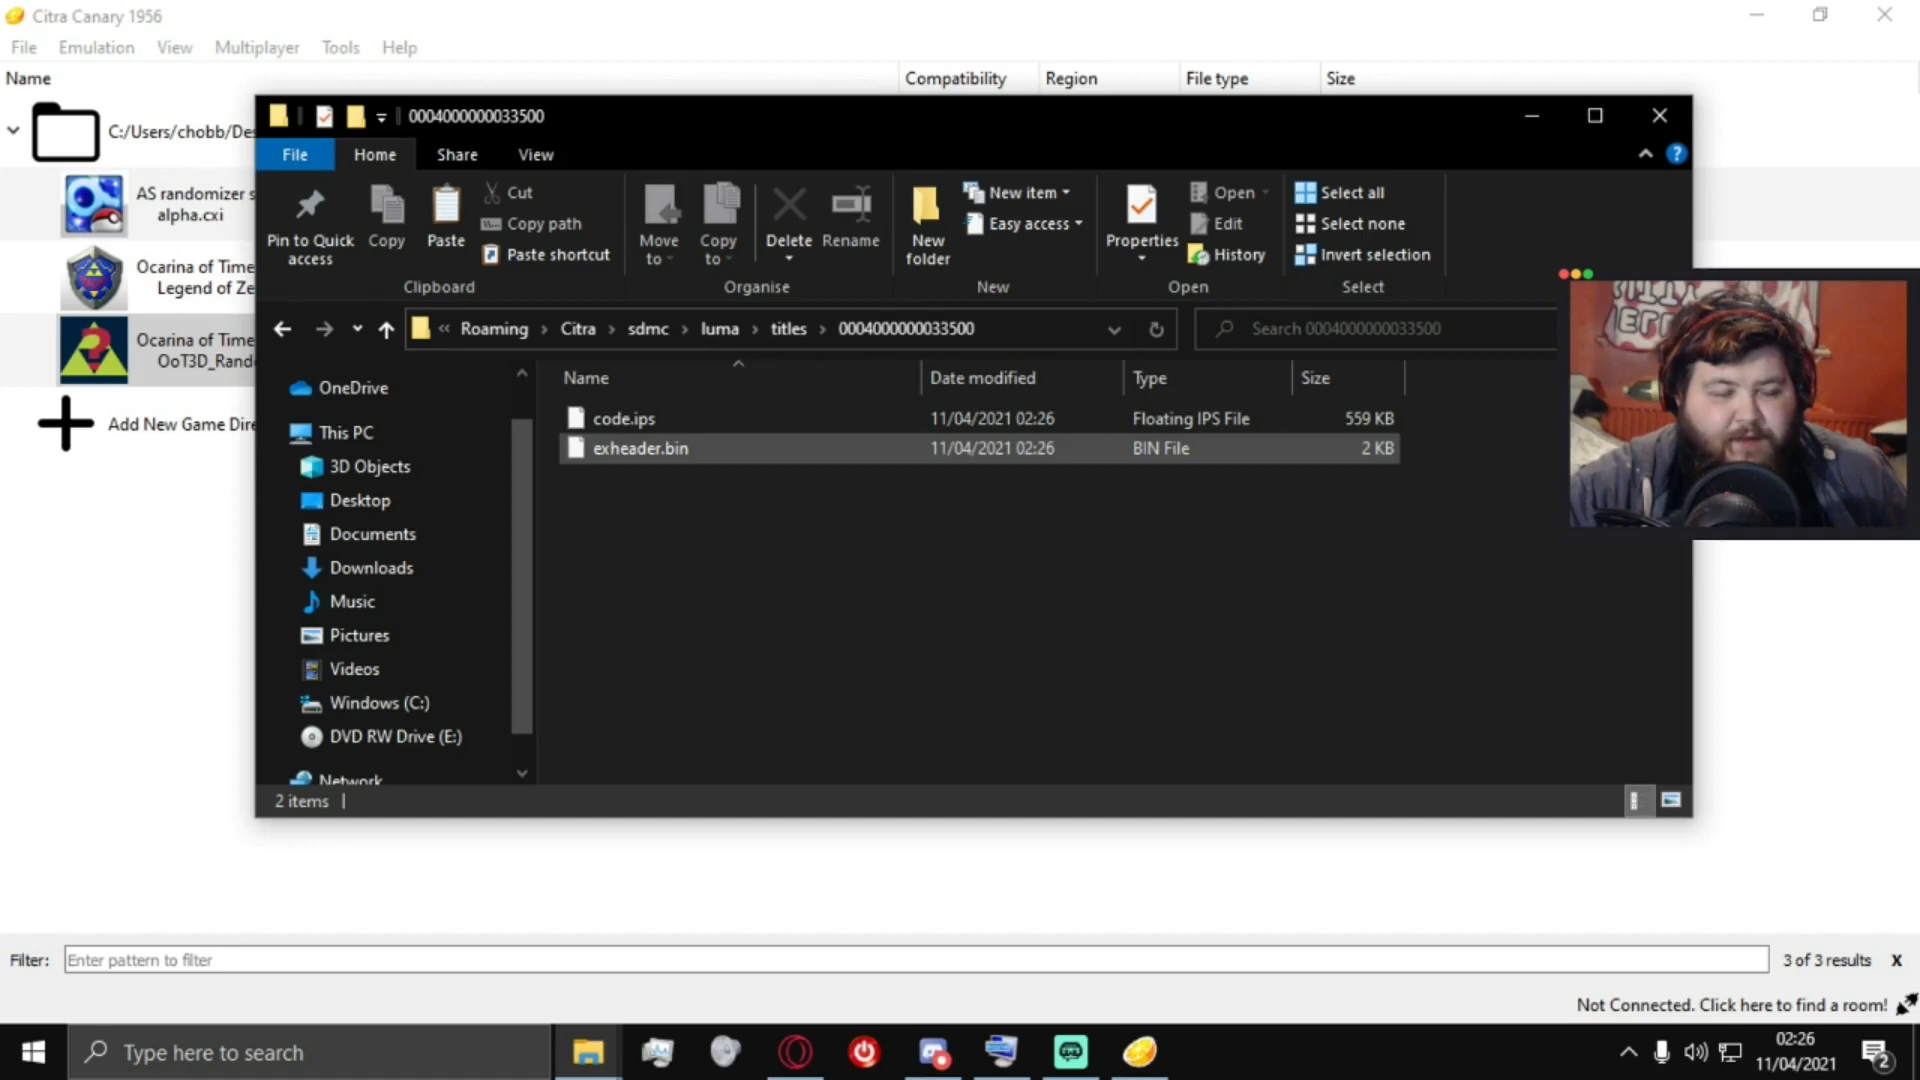 Citra Canary 1956
File Emulation View Multiplayer Tools Help
Name Compatibility Region File type Size
C:/Users/chobb/Des
AS randomizer s
alpha.cxi
Ocarina of Time
Legend of Ze
Ocarina of Time
OoT3D_Rand
Add New Game Dire
0004000000033500
File Home Share View
Pin to Quick
access
Copy
Paste
Cut
Copy path
Paste shortcut
Clipboard
Move
to
Copy
to
Delete
Rename
Organise
New
folder
New item
Easy access
New
Properties
Open
Edit
History
Open
Select all
Select none
Invert selection
Select
« Roaming › Citra › sdmc › luma › titles › 0004000000033500
Search 0004000000033500
OneDrive
This PC
3D Objects
Desktop
Documents
Downloads
Music
Pictures
Videos
Windows (C:)
DVD RW Drive (E:)
Network
Name Date modified Type Size
code.ips 11/04/2021 02:26 Floating IPS File 559 KB
exheader.bin 11/04/2021 02:26 BIN File 2 KB
2 items
Filter: Enter pattern to filter 3 of 3 results X
Not Connected. Click here to find a room!
Type here to search
02:26
11/04/2021
2